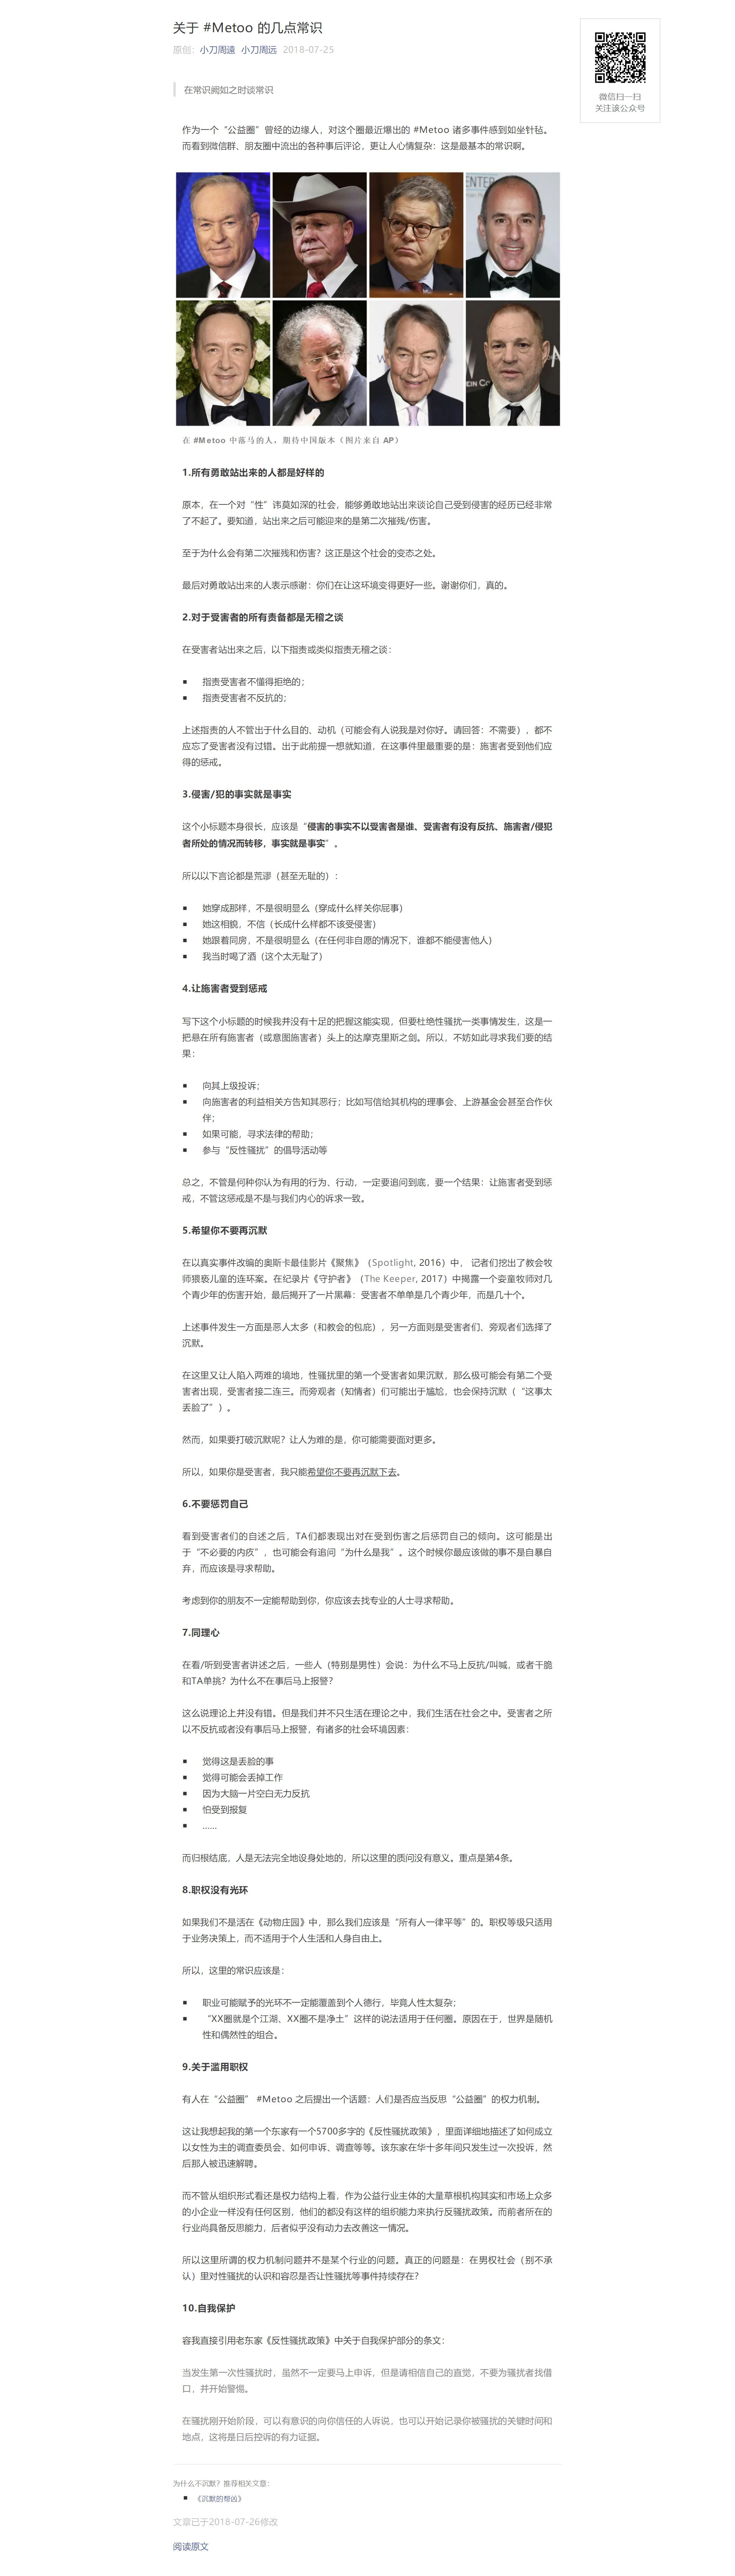 关于 #Metoo 的几点常识
原创： 小刀周遠 小刀周远 2018-07-25
微信扫一扫
关注该公众号
在常识阙如之时谈常识
作为一个“公益圈”曾经的边缘人，对这个圈最近爆出的 #Metoo 诸多事件感到如坐针毡。
而看到微信群、朋友圈中流出的各种事后评论，更让人心情复杂：这是最基本的常识啊。
ENTER
W
EIN CO
在 #Metoo 中落马的人，期待中国版本（图片来自 AP）
1.所有勇敢站出来的人都是好样的
原本，在一个对“性”讳莫如深的社会，能够勇敢地站出来谈论自己受到侵害的经历已经非常
了不起了。要知道，站出来之后可能迎来的是第二次摧残/伤害。
至于为什么会有第二次摧残和伤害？这正是这个社会的变态之处。
最后对勇敢站出来的人表示感谢：你们在让这环境变得更好一些。谢谢你们，真的。
2.对于受害者的所有责备都是无稽之谈
在受害者站出来之后，以下指责或类似指责无稽之谈：
▪ 指责受害者不懂得拒绝的；
▪ 指责受害者不反抗的；
上述指责的人不管出于什么目的、动机（可能会有人说我是对你好。请回答：不需要），都不
应忘了受害者没有过错。出于此前提一想就知道，在这事件里最重要的是：施害者受到他们应
得的惩戒。
3.侵害/犯的事实就是事实
这个小标题本身很长，应该是“侵害的事实不以受害者是谁、受害者有没有反抗、施害者/侵犯
者所处的情况而转移，事实就是事实”。
所以以下言论都是荒谬（甚至无耻的）：
▪ 她穿成那样，不是很明显么（穿成什么样关你屁事）
▪ 她这相貌，不信（长成什么样都不该受侵害）
▪ 她跟着同房，不是很明显么（在任何非自愿的情况下，谁都不能侵害他人）
▪ 我当时喝了酒（这个太无耻了）
4.让施害者受到惩戒
写下这个小标题的时候我并没有十足的把握这能实现，但要杜绝性骚扰一类事情发生，这是一
把悬在所有施害者（或意图施害者）头上的达摩克里斯之剑。所以，不妨如此寻求我们要的结
果：
▪ 向其上级投诉；
▪ 向施害者的利益相关方告知其恶行；比如写信给其机构的理事会、上游基金会甚至合作伙
伴；
▪ 如果可能，寻求法律的帮助；
▪ 参与“反性骚扰”的倡导活动等
总之，不管是何种你认为有用的行为、行动，一定要追问到底，要一个结果：让施害者受到惩
戒，不管这惩戒是不是与我们内心的诉求一致。
5.希望你不要再沉默
在以真实事件改编的奥斯卡最佳影片《聚焦》（Spotlight, 2016）中， 记者们挖出了教会牧
师猥亵儿童的连环案。在纪录片《守护者》（The Keeper, 2017）中揭露一个娈童牧师对几
个青少年的伤害开始，最后揭开了一片黑幕：受害者不单单是几个青少年，而是几十个。
上述事件发生一方面是恶人太多（和教会的包庇），另一方面则是受害者们，旁观者们选择了
沉默。
在这里又让人陷入两难的境地，性骚扰里的第一个受害者如果沉默，那么极可能会有第二个受
害者出现，受害者接二连三。而旁观者（知情者）们可能出于尴尬，也会保持沉默（“这事太
丢脸了”）。
然而，如果要打破沉默呢？让人为难的是，你可能需要面对更多。
所以，如果你是受害者，我只能希望你不要再沉默下去。
6.不要惩罚自己
看到受害者们的自述之后，TA们都表现出对在受到伤害之后惩罚自己的倾向。这可能是出
于“不必要的内疚”，也可能会有追问“为什么是我”。这个时候你最应该做的事不是自暴自
弃，而应该是寻求帮助。
考虑到你的朋友不一定能帮助到你，你应该去找专业的人士寻求帮助。
7.同理心
在看/听到受害者讲述之后，一些人（特别是男性）会说：为什么不马上反抗/叫喊，或者干脆
和TA单挑？为什么不在事后马上报警？
这么说理论上并没有错。但是我们并不只生活在理论之中，我们生活在社会之中。受害者之所
以不反抗或者没有事后马上报警，有诸多的社会环境因素：
▪ 觉得这是丢脸的事
▪ 觉得可能会丢掉工作
▪ 因为大脑一片空白无力反抗
▪ 怕受到报复
▪ ……
而归根结底，人是无法完全地设身处地的，所以这里的质问没有意义。重点是第4条。
8.职权没有光环
如果我们不是活在《动物庄园》中，那么我们应该是“所有人一律平等”的。职权等级只适用
于业务决策上，而不适用于个人生活和人身自由上。
所以，这里的常识应该是：
▪ 职业可能赋予的光环不一定能覆盖到个人德行，毕竟人性太复杂；
▪ “XX圈就是个江湖、XX圈不是净土”这样的说法适用于任何圈。原因在于，世界是随机
性和偶然性的组合。
9.关于滥用职权
有人在“公益圈” #Metoo 之后提出一个话题：人们是否应当反思“公益圈”的权力机制。
这让我想起我的第一个东家有一个5700多字的《反性骚扰政策》，里面详细地描述了如何成立
以女性为主的调查委员会、如何申诉、调查等等。该东家在华十多年间只发生过一次投诉，然
后那人被迅速解聘。
而不管从组织形式看还是权力结构上看，作为公益行业主体的大量草根机构其实和市场上众多
的小企业一样没有任何区别，他们的都没有这样的组织能力来执行反骚扰政策。而前者所在的
行业尚具备反思能力，后者似乎没有动力去改善这一情况。
所以这里所谓的权力机制问题并不是某个行业的问题。真正的问题是：在男权社会（别不承
认）里对性骚扰的认识和容忍是否让性骚扰等事件持续存在？
10.自我保护
容我直接引用老东家《反性骚扰政策》中关于自我保护部分的条文：
当发生第一次性骚扰时，虽然不一定要马上申诉，但是请相信自己的直觉，不要为骚扰者找借
口，并开始警惕。
在骚扰刚开始阶段，可以有意识的向你信任的人诉说，也可以开始记录你被骚扰的关键时间和
地点，这将是日后控诉的有力证据。
为什么不沉默？推荐相关文章：
▪ 《沉默的帮凶》
文章已于2018-07-26修改
阅读原文